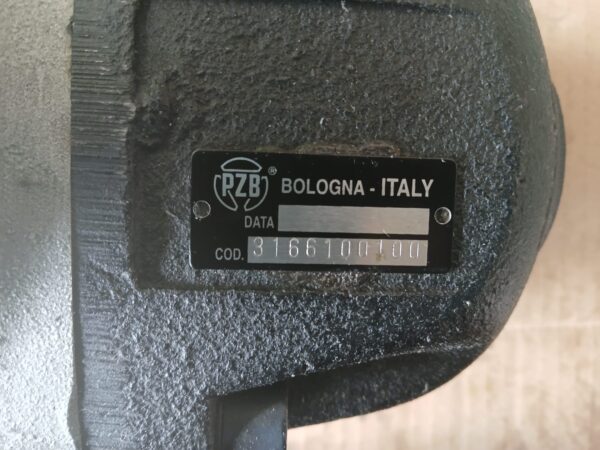 PZB® BOLOGNA - ITALY
DATA
COD. 3166100100